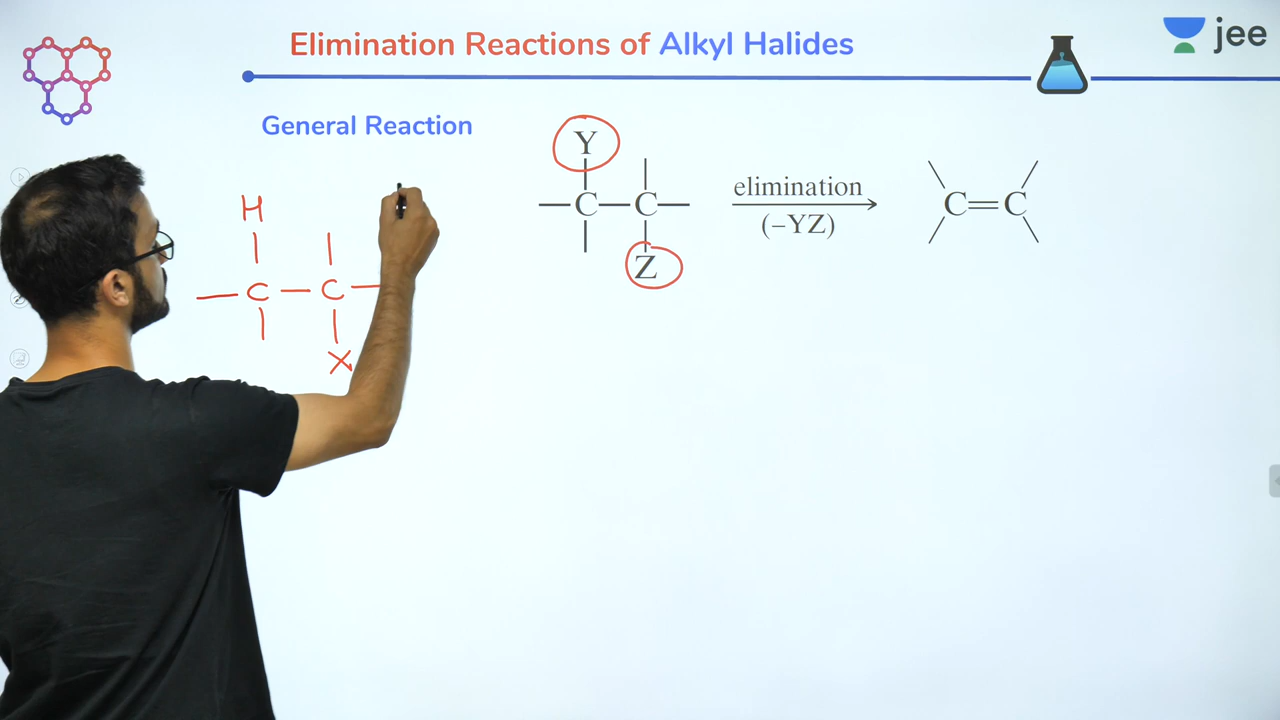 Elimination Reactions of Alkyl Halides
jee
General Reaction
Y
—C—C—
Z
elimination
(−YZ)
C=C
H
— C — C —
X